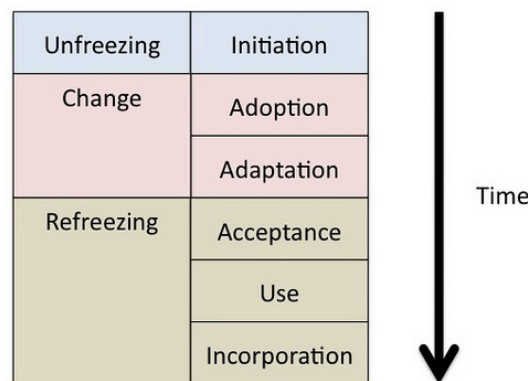 Unfreezing Initiation
Change Adoption
Adaptation
Time
Refreezing Acceptance
Use
Incorporation